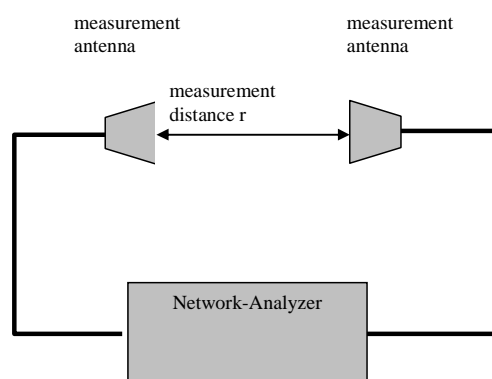 measurement
antenna
measurement
antenna
measurement
distance r
Network-Analyzer